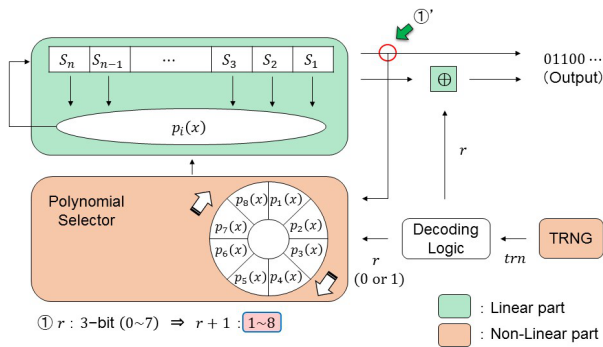 ①’
Sₙ Sₙ₋₁ ⋯ S₃ S₂ S₁
01100 ⋯
(Output)
⊕
pᵢ(x)
r
Polynomial
Selector
p₈(x) p₁(x)
p₇(x) p₂(x)
p₆(x) p₃(x)
p₅(x) p₄(x)
Decoding
Logic
TRNG
r
(0 or 1)
trn
① r : 3−bit (0~7) ⇒ r + 1 : 1~8
: Linear part
: Non-Linear part